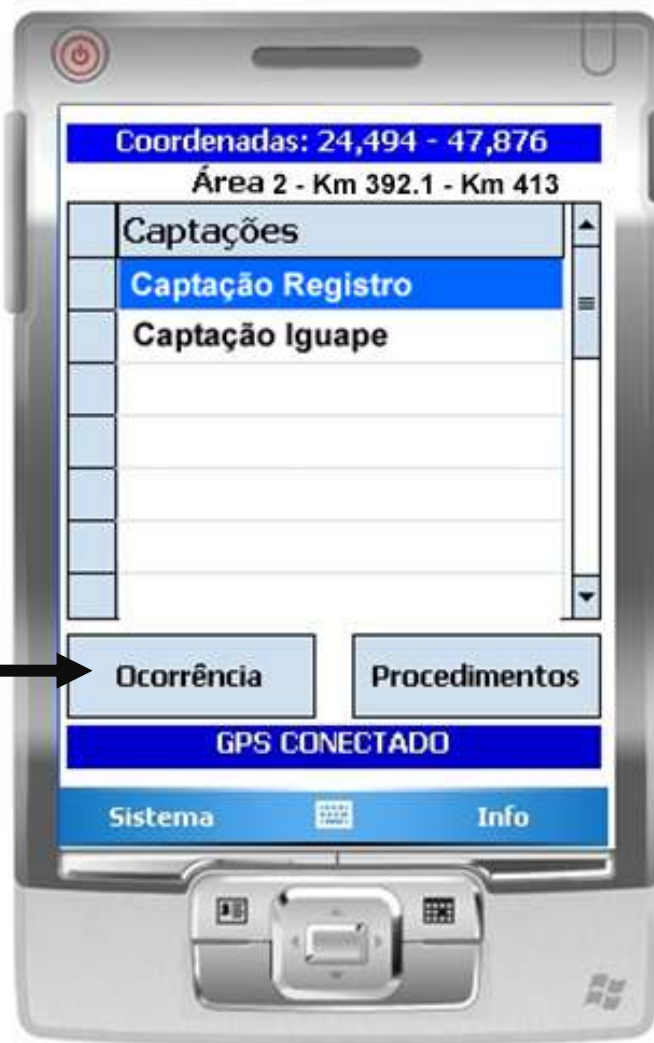 Coordenadas: 24,494 - 47,876
Área 2 - Km 392.1 - Km 413
Captações
Captação Registro
Captação Iguape
Ocorrência
Procedimentos
GPS CONECTADO
Sistema
Info